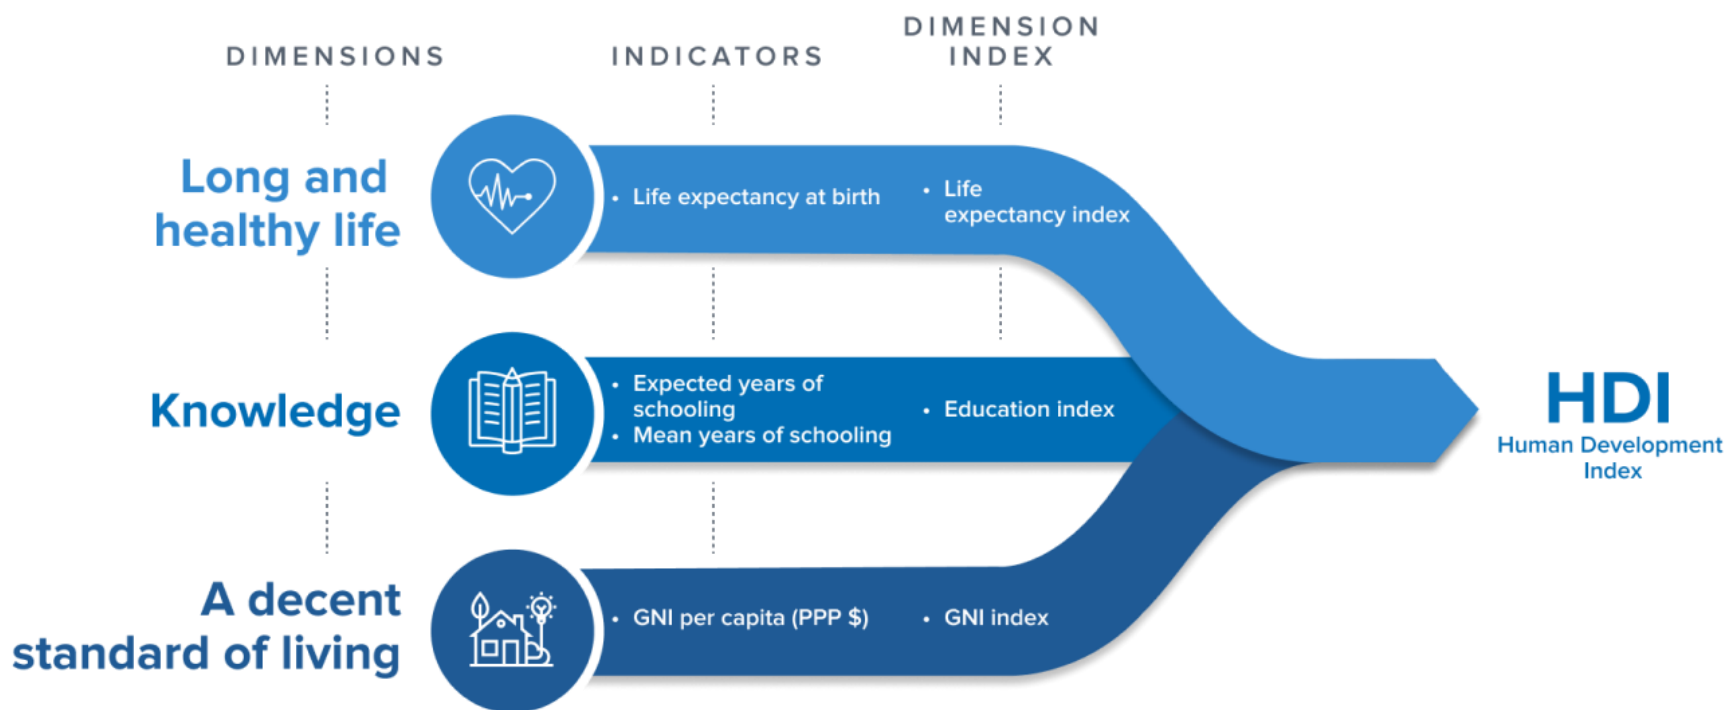 DIMENSIONS
INDICATORS
DIMENSION
INDEX
Long and
healthy life
• Life expectancy at birth
• Life
expectancy index
Knowledge
• Expected years of
schooling
• Mean years of schooling
• Education index
A decent
standard of living
• GNI per capita (PPP $)
• GNI index
HDI
Human Development
Index